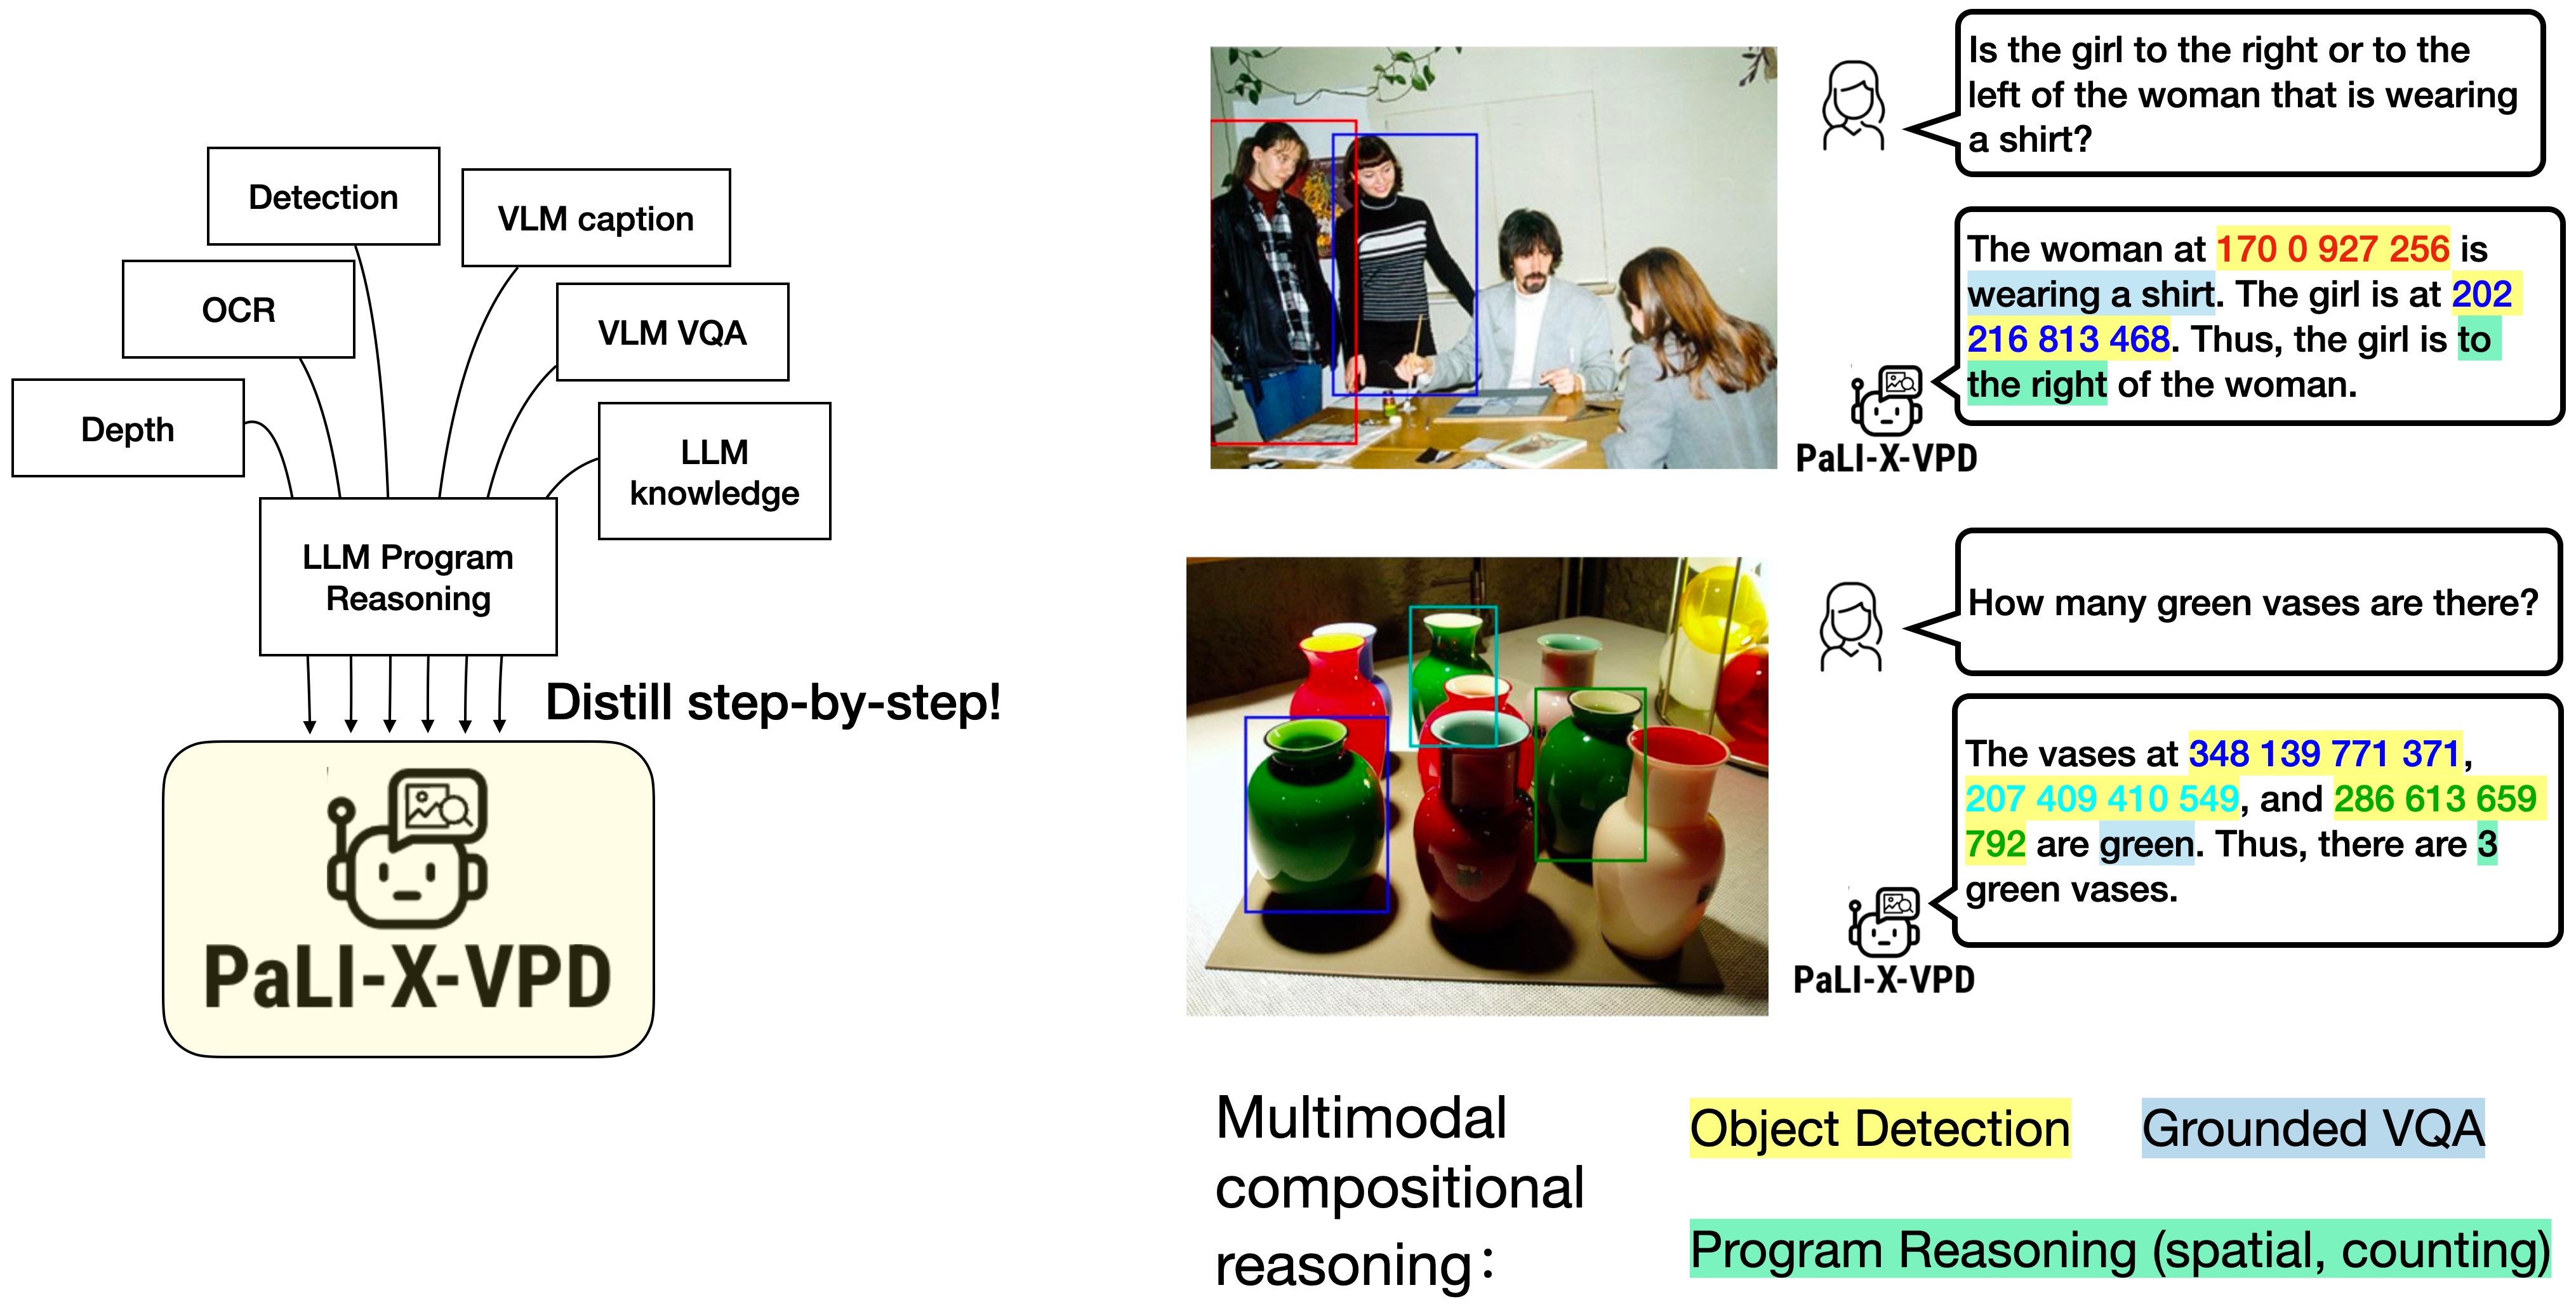 Detection
VLM caption
OCR
VLM VQA
Depth
LLM
knowledge
LLM Program
Reasoning
Distill step-by-step!
PaLI-X-VPD
Is the girl to the right or to the
left of the woman that is wearing
a shirt?
The woman at 170 0 927 256 is
wearing a shirt. The girl is at 202
216 813 468. Thus, the girl is to
the right of the woman.
PaLI-X-VPD
How many green vases are there?
The vases at 348 139 771 371,
207 409 410 549, and 286 613 659
792 are green. Thus, there are 3
green vases.
PaLI-X-VPD
Multimodal
compositional
reasoning:
Object Detection
Grounded VQA
Program Reasoning (spatial, counting)